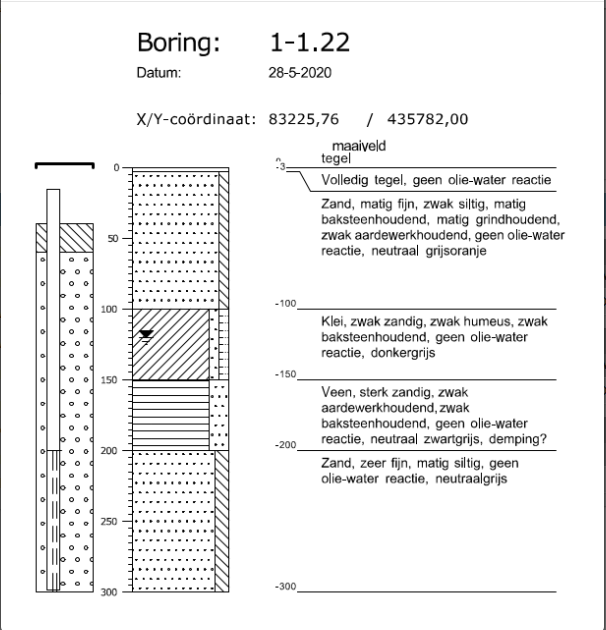 Boring: 1-1.22
Datum: 28-5-2020
X/Y-coördinaat: 83225,76 / 435782,00
maaiveld
0
tegel
-3
Volledig tegel, geen olie-water reactie
Zand, matig fijn, zwak siltig, matig
baksteenhoudend, matig grindhoudend,
zwak aardewerkhoudend, geen olie-water
reactie, neutraal grijsoranje
50
100
-100
Klei, zwak zandig, zwak humeus, zwak
baksteenhoudend, geen olie-water
reactie, donkergrijs
150
-150
Veen, sterk zandig, zwak
aardewerkhoudend, zwak
baksteenhoudend, geen olie-water
reactie, neutraal zwartgrijs, demping?
200
-200
Zand, zeer fijn, matig siltig, geen
olie-water reactie, neutraalgrijs
250
300
-300